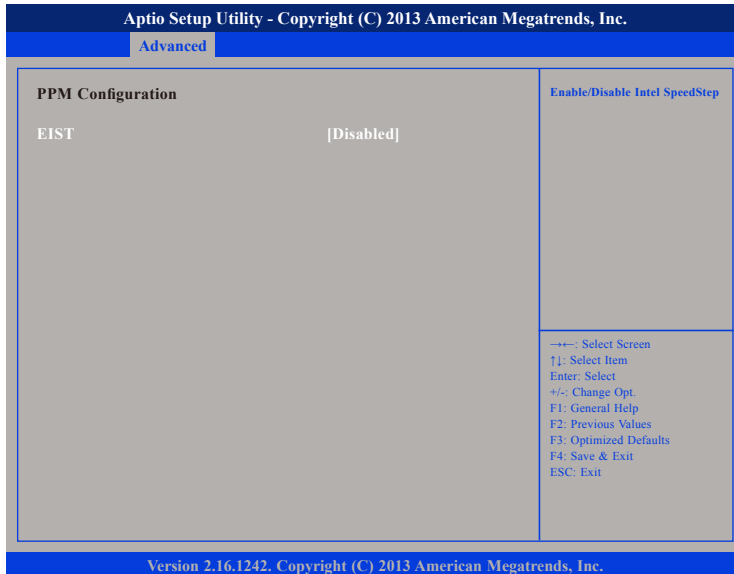 Aptio Setup Utility - Copyright (C) 2013 American Megatrends, Inc.
Advanced
PPM Configuration
EIST [Disabled]
Enable/Disable Intel SpeedStep
→←: Select Screen
↑↓: Select Item
Enter: Select
+/-: Change Opt.
F1: General Help
F2: Previous Values
F3: Optimized Defaults
F4: Save & Exit
ESC: Exit
Version 2.16.1242. Copyright (C) 2013 American Megatrends, Inc.